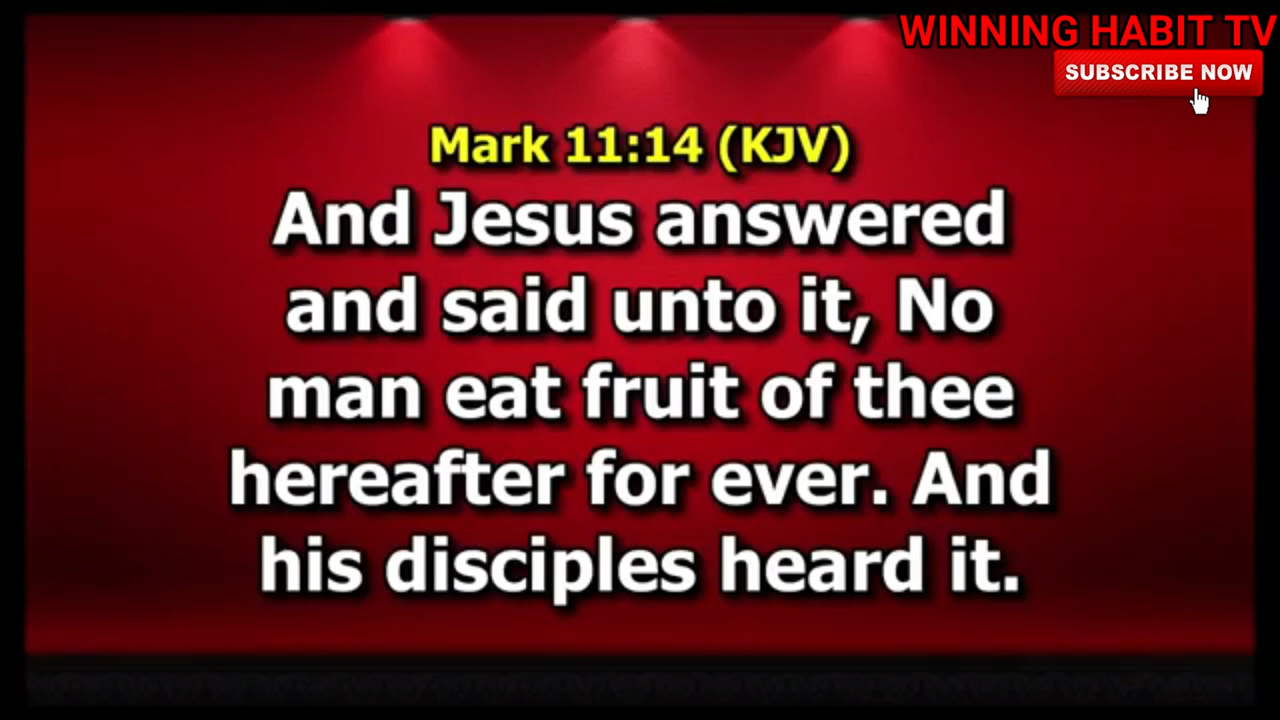 WINNING HABIT TV
SUBSCRIBE NOW
Mark 11:14 (KJV)
And Jesus answered
and said unto it, No
man eat fruit of thee
hereafter for ever. And
his disciples heard it.